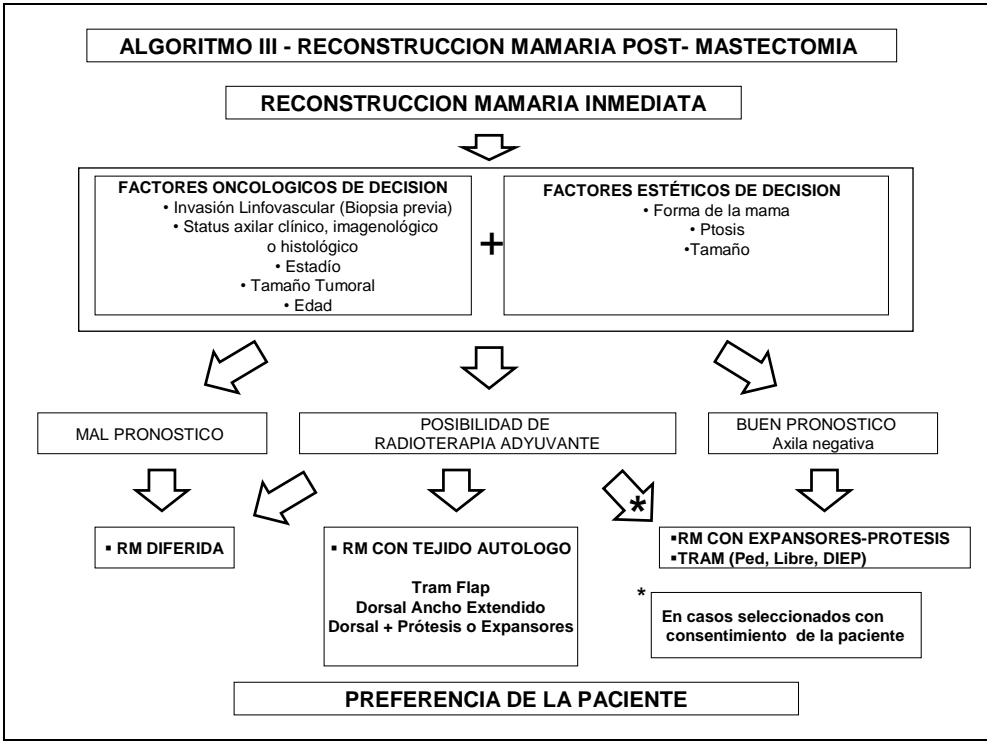 ALGORITMO III - RECONSTRUCCION MAMARIA POST- MASTECTOMIA
RECONSTRUCCION MAMARIA INMEDIATA
FACTORES ONCOLOGICOS DE DECISION
• Invasión Linfovascular (Biopsia previa)
• Status axilar clínico, imagenológico
o histológico
• Estadío
• Tamaño Tumoral
• Edad
+
FACTORES ESTÉTICOS DE DECISION
• Forma de la mama
• Ptosis
•Tamaño
MAL PRONOSTICO
POSIBILIDAD DE
RADIOTERAPIA ADYUVANTE
BUEN PRONOSTICO
Axila negativa
*
▪ RM DIFERIDA
▪ RM CON TEJIDO AUTOLOGO
Tram Flap
Dorsal Ancho Extendido
Dorsal + Prótesis o Expansores
▪RM CON EXPANSORES-PROTESIS
▪TRAM (Ped, Libre, DIEP)
*
En casos seleccionados con
consentimiento de la paciente
PREFERENCIA DE LA PACIENTE